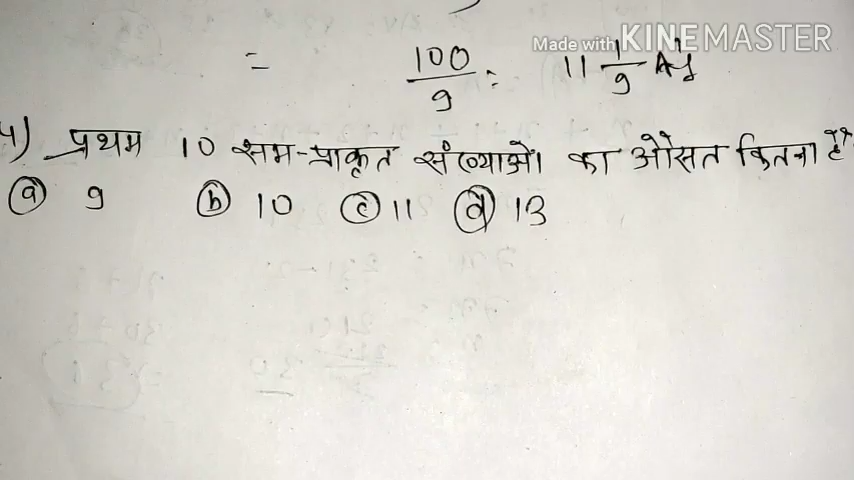 Made with KINEMASTER
= 100/9 = 11 1/9 Ans
4) प्रथम 10 सम-प्राकृत संख्याओं का औसत कितना है?
(a) 9 (b) 10 (c) 11 (d) 13